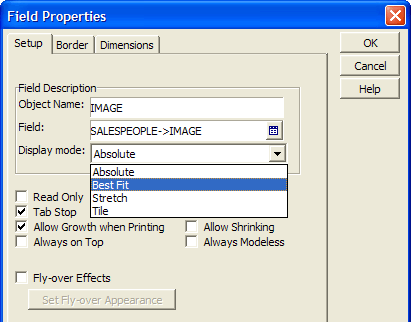 Field Properties
Setup Border Dimensions
OK
Cancel
Help
Field Description
Object Name: IMAGE
Field: SALESPEOPLE->IMAGE
Display mode: Absolute
Absolute
Best Fit
Stretch
Tile
Read Only
Tab Stop
Allow Growth when Printing Allow Shrinking
Always on Top Always Modeless
Fly-over Effects
Set Fly-over Appearance